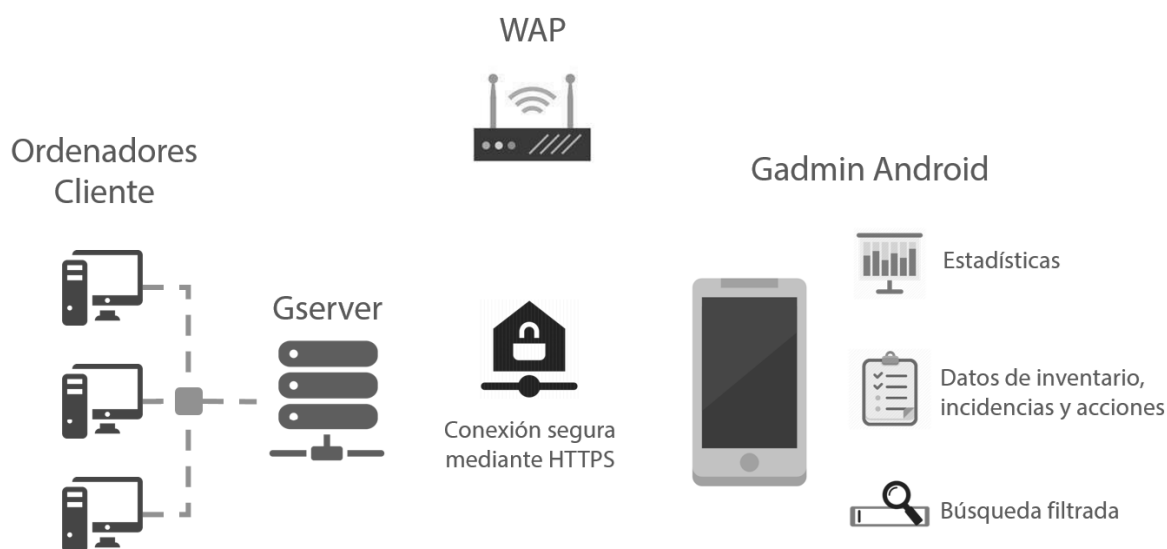 WAP
Ordenadores
Cliente
Gserver
Conexión segura
mediante HTTPS
Gadmin Android
Estadísticas
Datos de inventario,
incidencias y acciones
Búsqueda filtrada